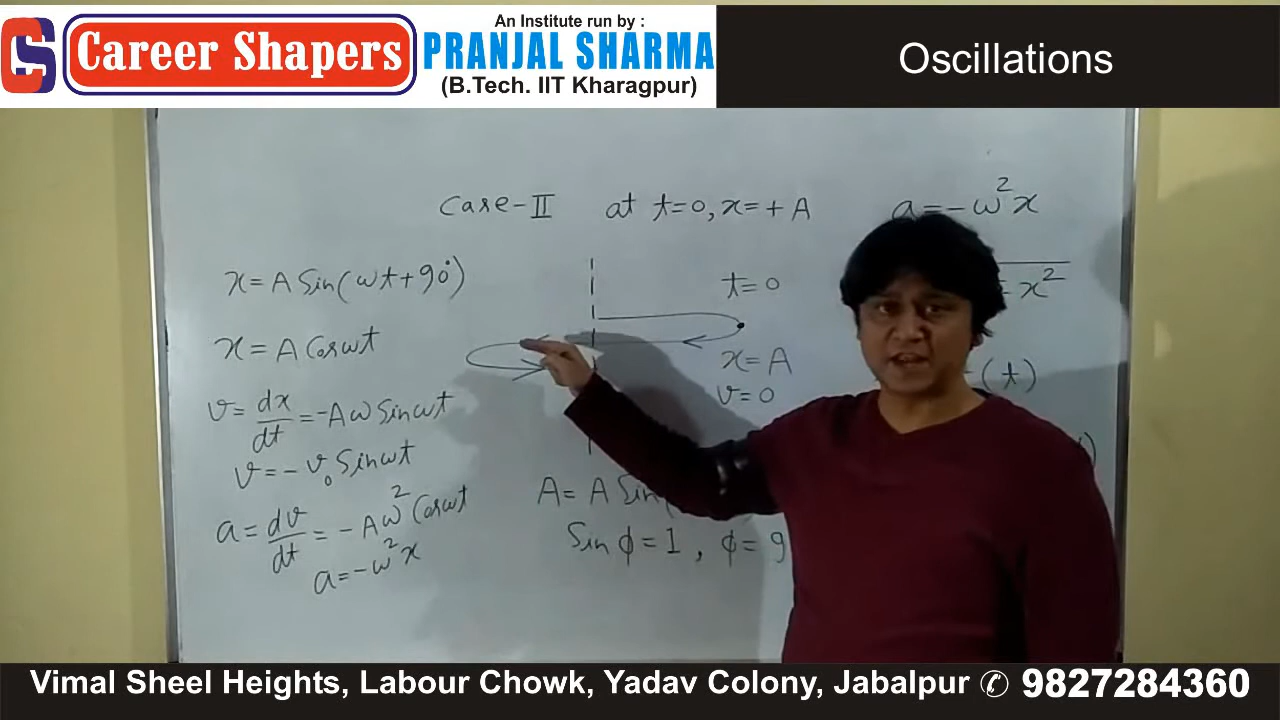 Career Shapers
An Institute run by :
PRANJAL SHARMA
(B.Tech. IIT Kharagpur)
Oscillations
Case-II at t=0, x=+A
a=-ω²x
x=A Sin(ωt+90°)
x=A Cosωt
v=dx/dt=-Aω Sinωt
v=-v₀ Sinωt
a=dv/dt=-Aω² Cosωt
a=-ω²x
t=0
x=A
v=0
A=A Sin(
Sin φ=1, φ=9
x²
(t)
)
Vimal Sheel Heights, Labour Chowk, Yadav Colony, Jabalpur ✆ 9827284360